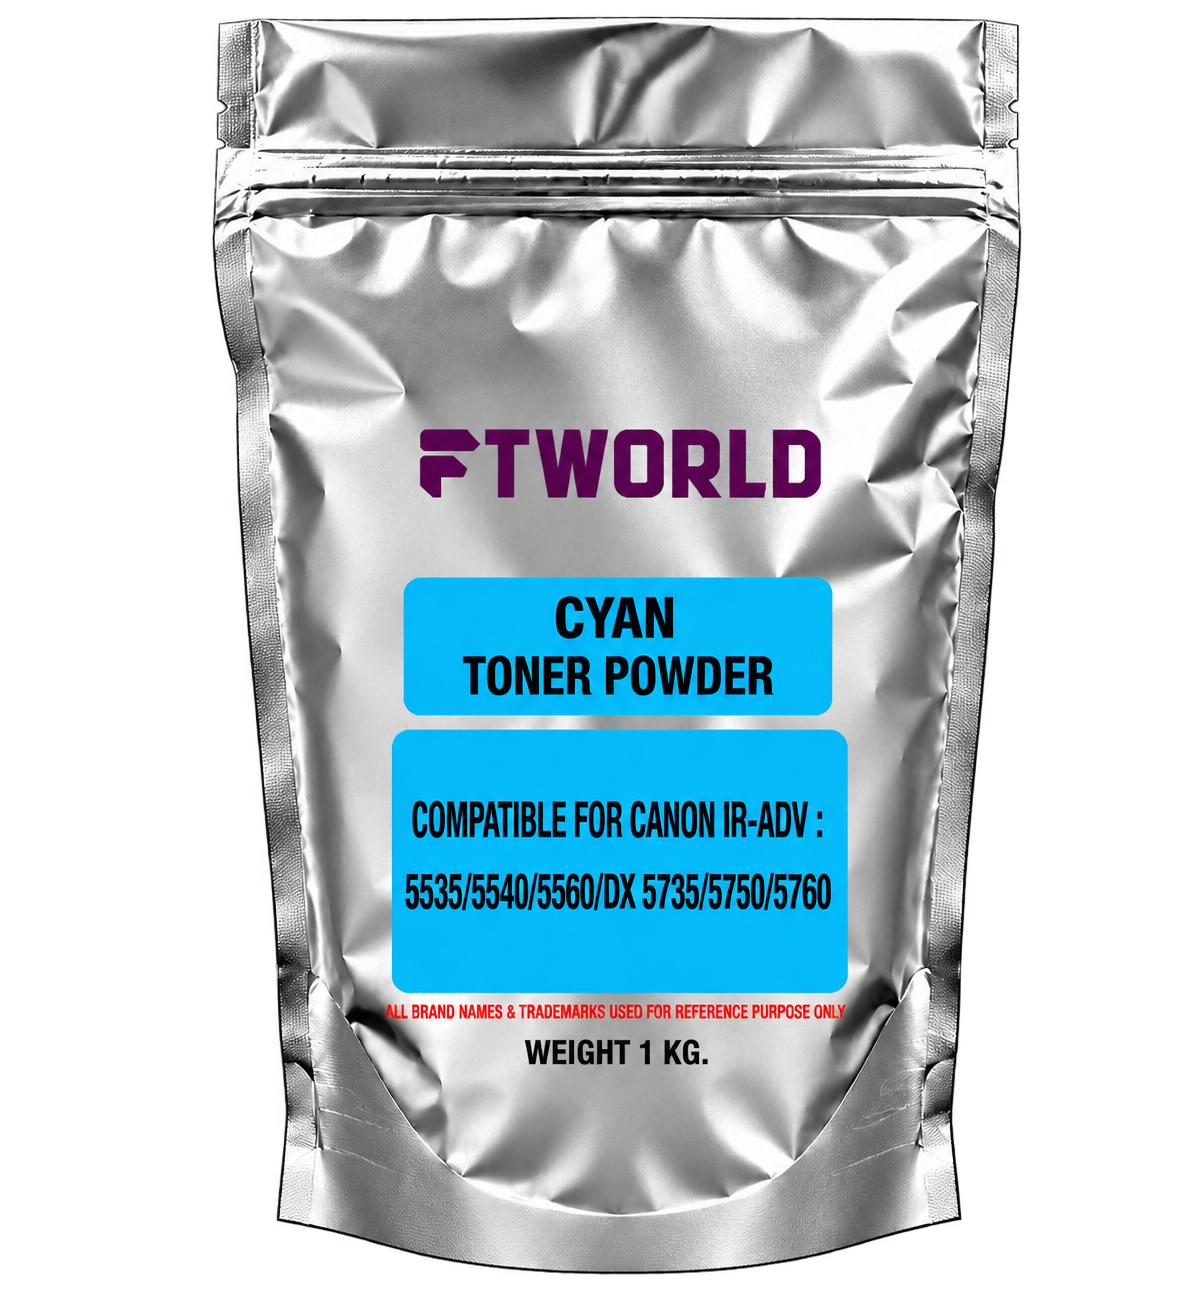 FTWORLD
CYAN
TONER POWDER
COMPATIBLE FOR CANON IR-ADV :
5535/5540/5560/DX 5735/5750/5760
ALL BRAND NAMES & TRADEMARKS USED FOR REFERENCE PURPOSE ONLY
WEIGHT 1 KG.